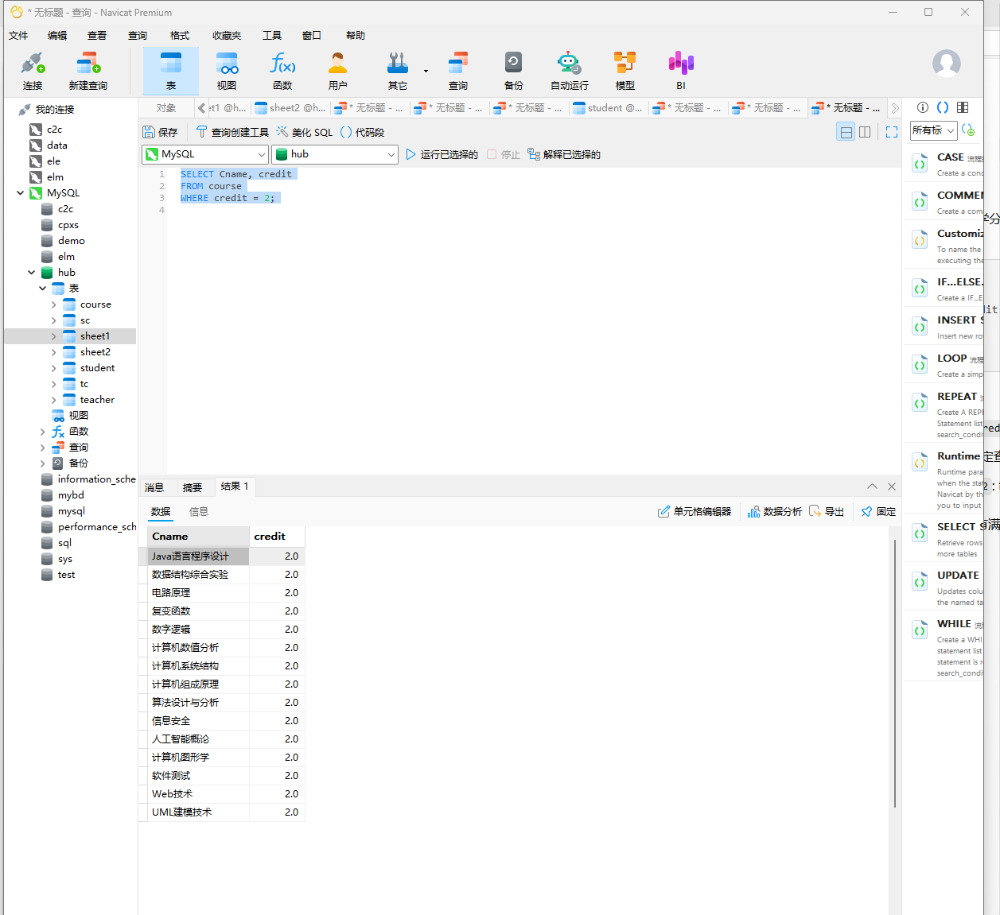 * 无标题 - 查询 - Navicat Premium
文件 编辑 查看 查询 格式 收藏夹 工具 窗口 帮助
连接 新建查询 表 视图 函数 用户 其它 查询 备份 自动运行 模型 BI
我的连接
c2c
data
ele
elm
MySQL
c2c
cpxs
demo
elm
hub
表
course
sc
sheet1
sheet2
student
tc
teacher
视图
函数
查询
备份
information_sche
mybd
mysql
performance_sch
sql
sys
test
对象 et1 @h... sheet2 @h... * 无标题 - ... * 无标题 - ... * 无标题 - ... student @... * 无标题 - ... * 无标题 - ... * 无标题 - ...
保存 查询创建工具 美化 SQL 代码段
MySQL hub 运行已选择的 停止 解释已选择的
1 SELECT Cname, credit
2 FROM course
3 WHERE credit = 2;
4
消息 摘要 结果 1
数据 信息 单元格编辑器 数据分析 导出 固定
Cname credit
Java语言程序设计 2.0
数据结构综合实验 2.0
电路原理 2.0
复变函数 2.0
数字逻辑 2.0
计算机数值分析 2.0
计算机系统结构 2.0
计算机组成原理 2.0
算法设计与分析 2.0
信息安全 2.0
人工智能概论 2.0
计算机图形学 2.0
软件测试 2.0
Web技术 2.0
UML建模技术 2.0
所有标
CASE 流程
Create a cond
COMMEN
Create a com
Customiz
To name the
executing the
IF...ELSE.
Create a IF...E
INSERT S
Insert new ro
LOOP 流程
Create a simp
REPEAT
Create A REPE
Statement list
search_condi
Runtime
Runtime para
when the stat
Navicat by th
you to input
SELECT S
Retrieve rows
more tables
UPDATE
Updates colu
the named ta
WHILE 流
Create a WHI
statement list
statement is r
search_condi
学分
dit
red
定查
2：
满